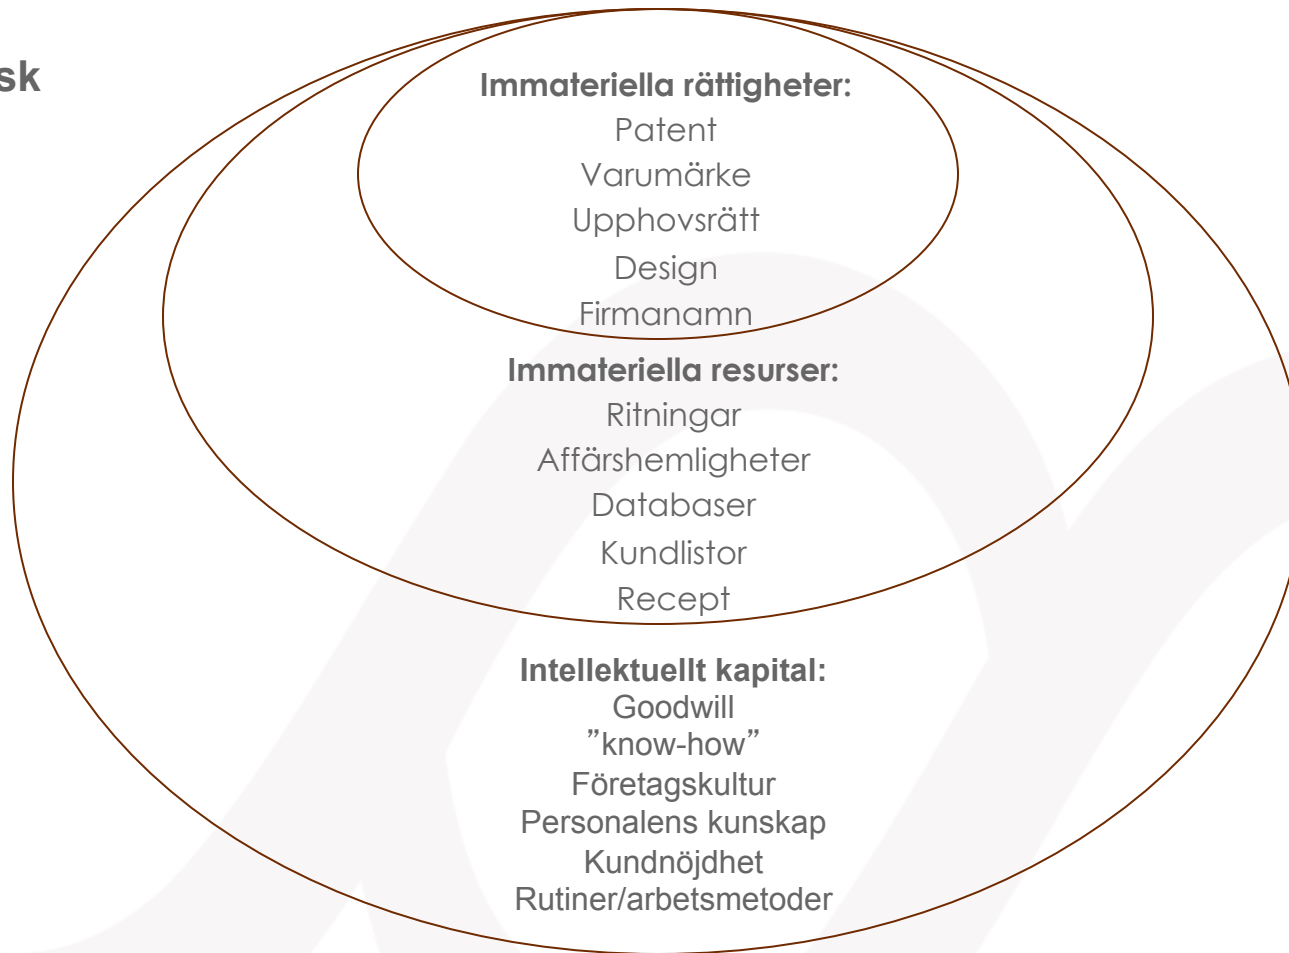 sk
Immateriella rättigheter:
Patent
Varumärke
Upphovsrätt
Design
Firmanamn
Immateriella resurser:
Ritningar
Affärshemligheter
Databaser
Kundlistor
Recept
Intellektuellt kapital:
Goodwill
”know-how”
Företagskultur
Personalens kunskap
Kundnöjdhet
Rutiner/arbetsmetoder